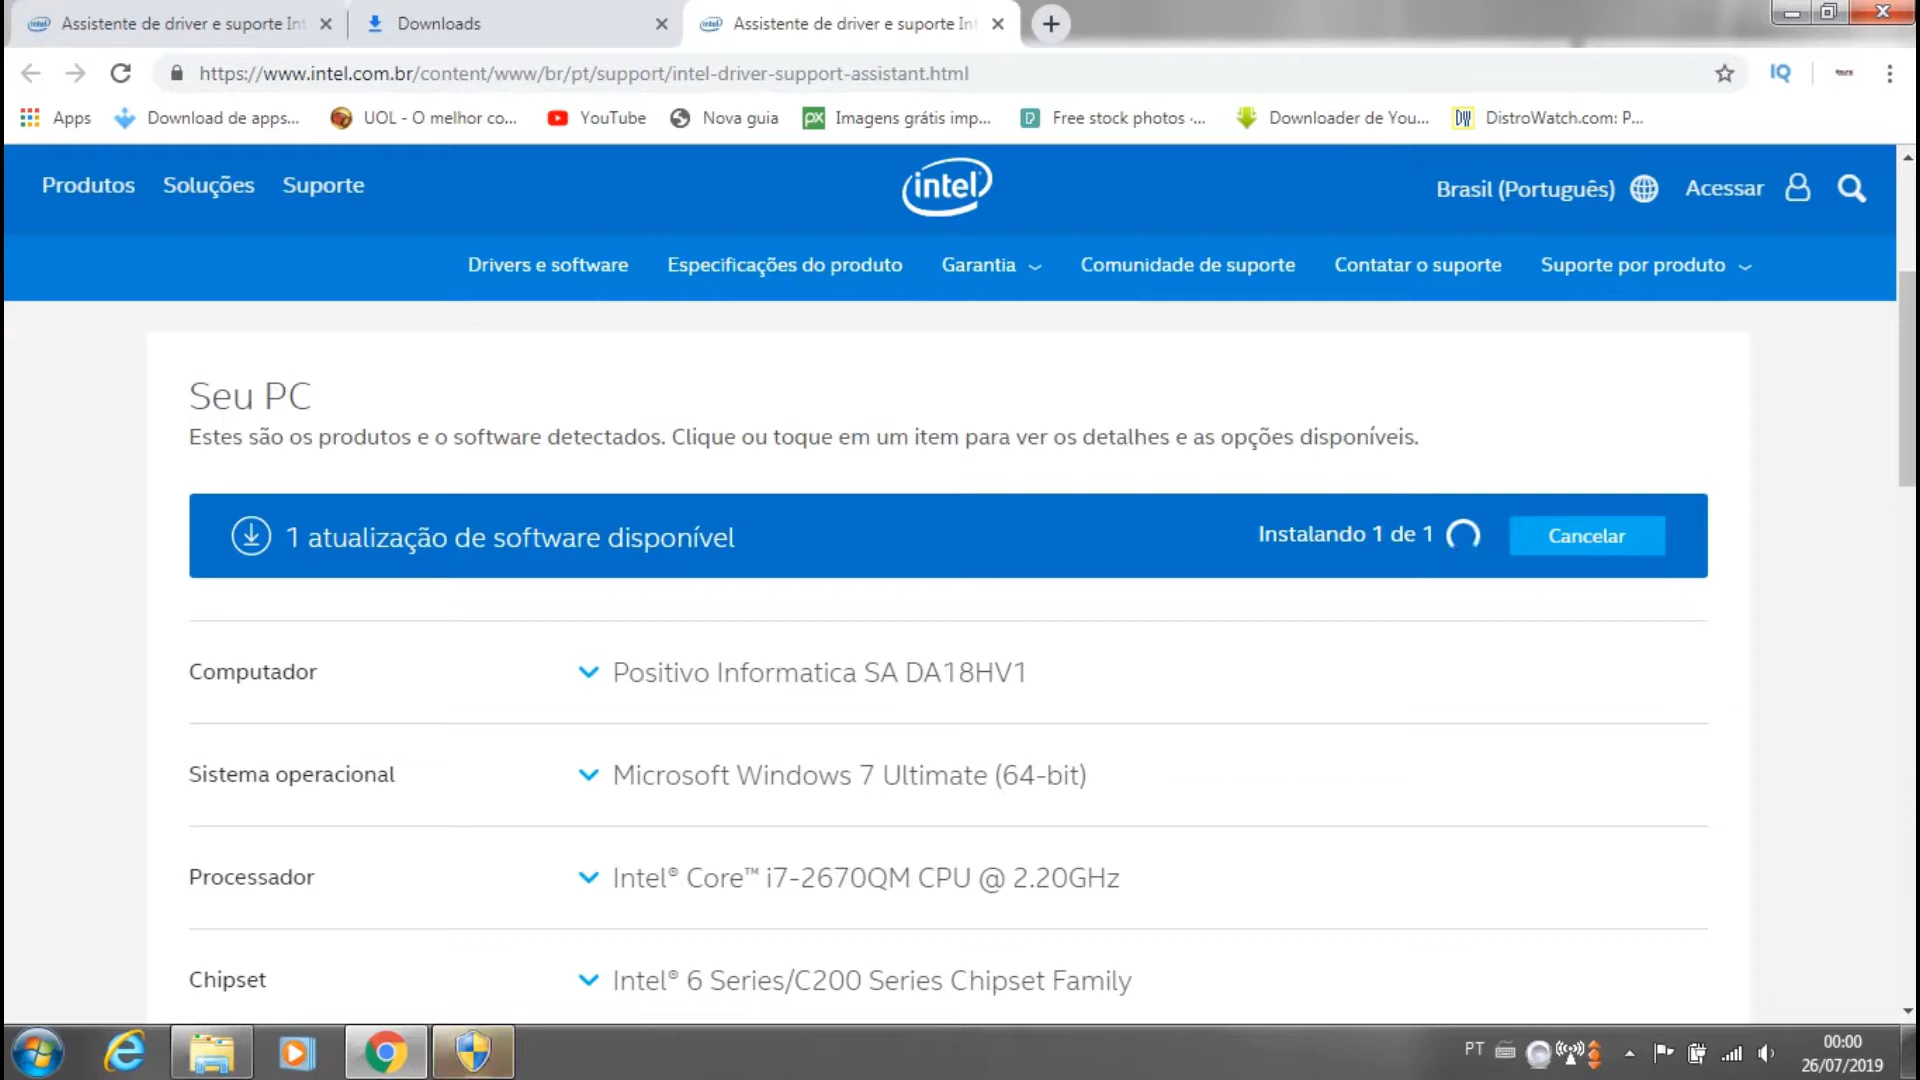 Assistente de driver e suporte Int
Downloads
Assistente de driver e suporte Int
https://www.intel.com.br/content/www/br/pt/support/intel-driver-support-assistant.html
IQ
Apps
Download de apps...
UOL - O melhor co...
YouTube
Nova guia
px
Imagens grátis imp...
Free stock photos ·...
Downloader de You...
DW
DistroWatch.com: P...
Produtos
Soluções
Suporte
intel
Brasil (Português)
Acessar
Drivers e software
Especificações do produto
Garantia
Comunidade de suporte
Contatar o suporte
Suporte por produto
Seu PC
Estes são os produtos e o software detectados. Clique ou toque em um item para ver os detalhes e as opções disponíveis.
1 atualização de software disponível
Instalando 1 de 1
Cancelar
Computador
Positivo Informatica SA DA18HV1
Sistema operacional
Microsoft Windows 7 Ultimate (64-bit)
Processador
Intel® Core™ i7-2670QM CPU @ 2.20GHz
Chipset
Intel® 6 Series/C200 Series Chipset Family
PT
00:00
26/07/2019